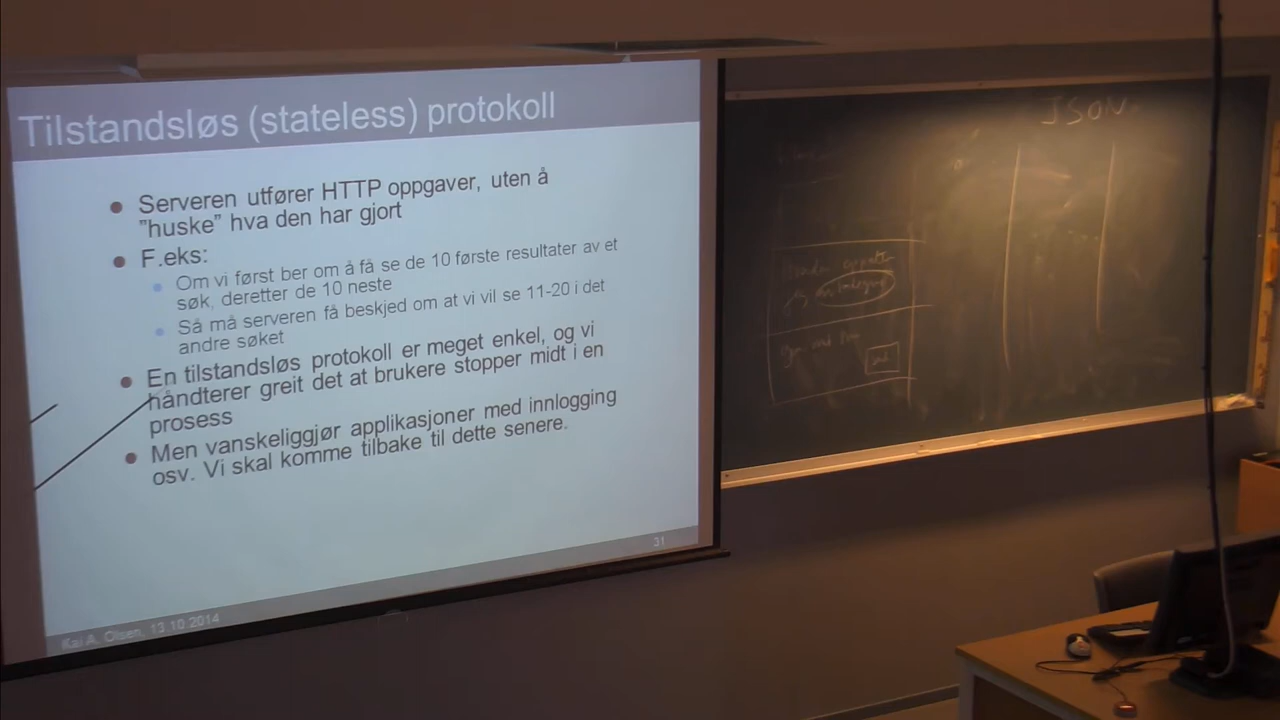 Tilstandsløs (stateless) protokoll
Serveren utfører HTTP oppgaver, uten å
"huske" hva den har gjort
F.eks:
Om vi først ber om å få se de 10 første resultater av et
søk, deretter de 10 neste
Så må serveren få beskjed om at vi vil se 11-20 i det
andre søket
En tilstandsløs protokoll er meget enkel, og vi
håndterer greit det at brukere stopper midt i en
prosess
Men vanskeliggjør applikasjoner med innlogging
osv. Vi skal komme tilbake til dette senere.
31
Kai A. Olsen, 13.10.2014
JSON